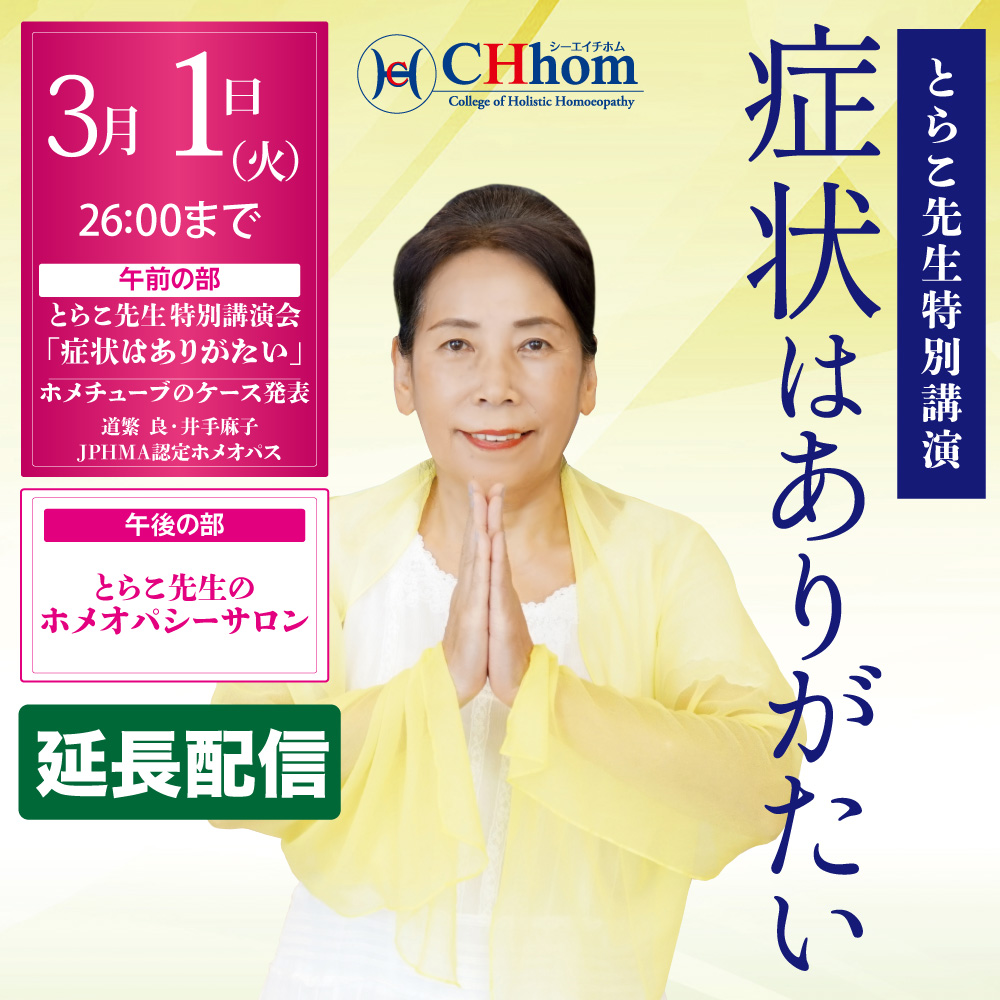 とらこ先生特別講演
症状はありがたい
シーエイチホム
CHhom
College of Holistic Homoeopathy
3月1日(火)
26:00まで
午前の部
とらこ先生 特別講演会
「症状はありがたい」
ホメチューブのケース発表
道繁 良・井手麻子
JPHMA認定ホメオパス
午後の部
とらこ先生の
ホメオパシーサロン
延長配信